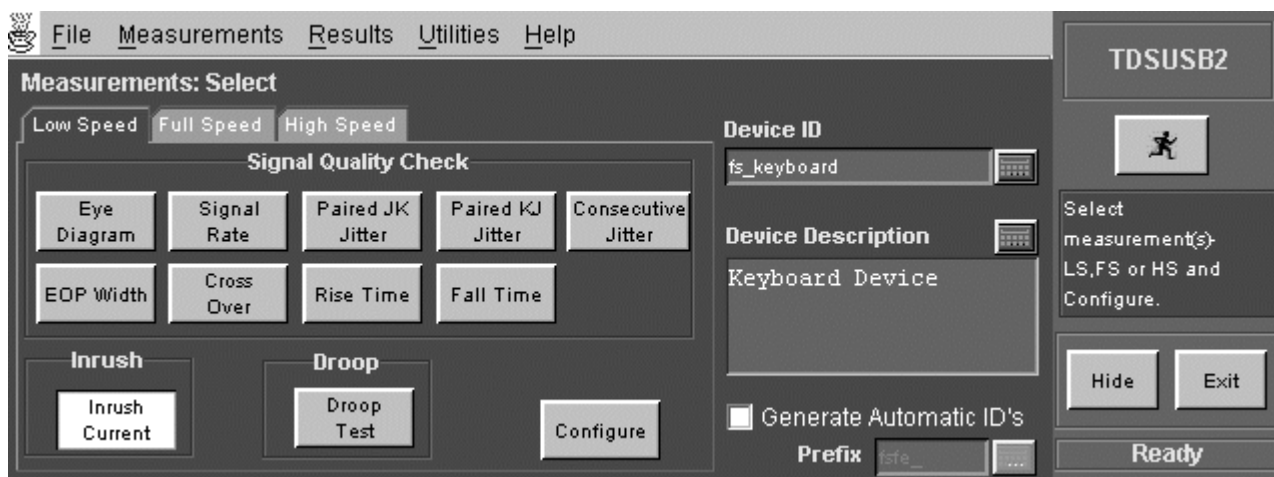 File Measurements Results Utilities Help
TDSUSB2
Measurements: Select
Low Speed Full Speed High Speed
Signal Quality Check
Eye
Diagram
Signal
Rate
Paired JK
Jitter
Paired KJ
Jitter
Consecutive
Jitter
EOP Width
Cross
Over
Rise Time
Fall Time
Inrush
Inrush
Current
Droop
Droop
Test
Configure
Device ID
fs_keyboard
Device Description
Keyboard Device
Generate Automatic ID's
Prefix fsfe_
Select
measurement(s)-
LS,FS or HS and
Configure.
Hide
Exit
Ready